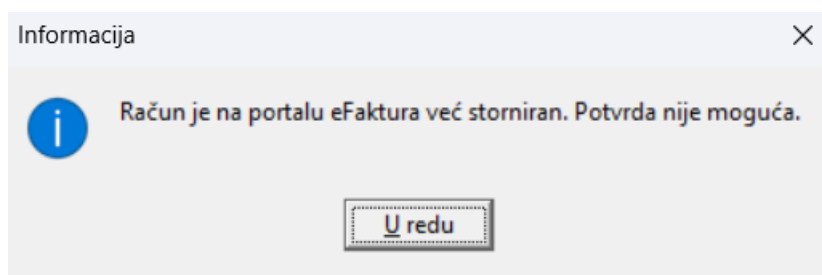 Informacija
Račun je na portalu eFaktura već storniran. Potvrda nije moguća.
U redu